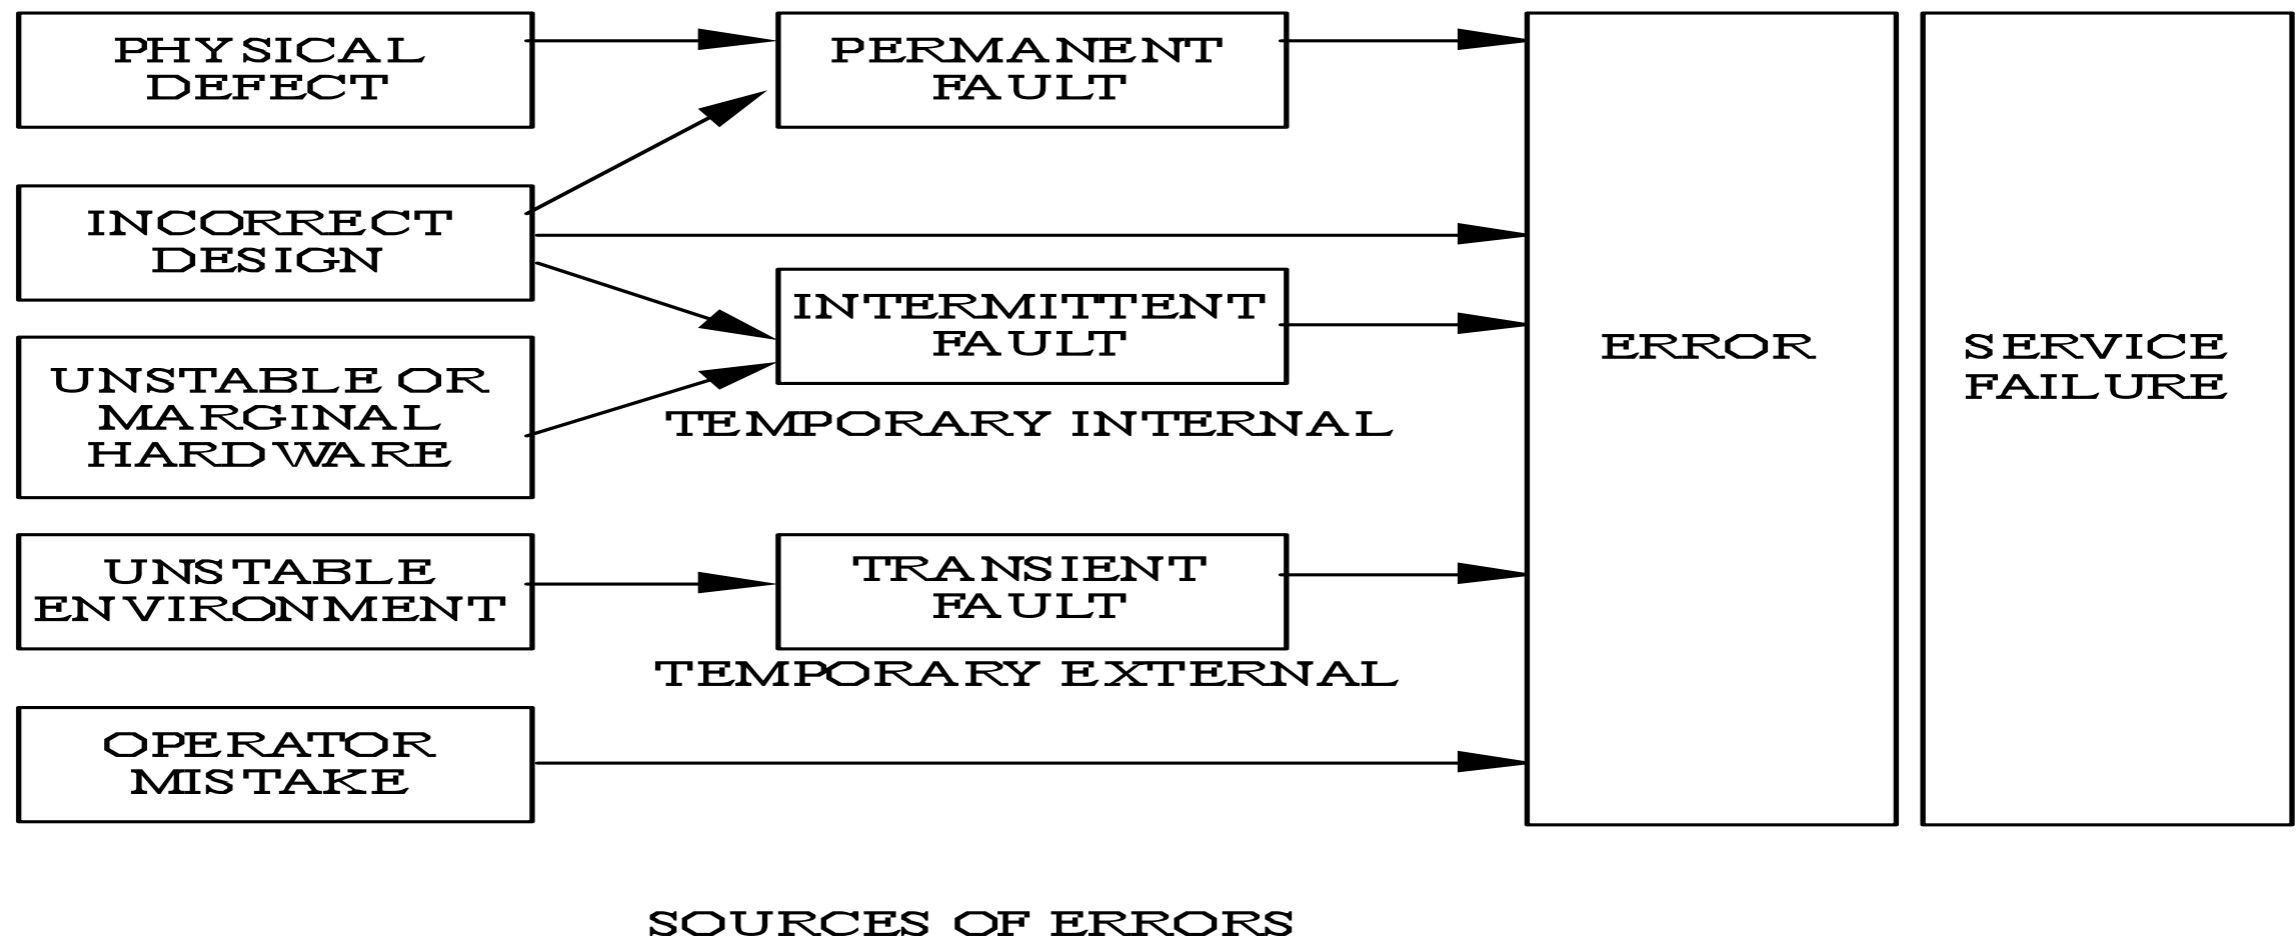 PHYSICAL
DEFECT
PERMANENT
FAULT
INCORRECT
DESIGN
INTERMITTENT
FAULT
TEMPORARY INTERNAL
UNSTABLE OR
MARGINAL
HARDWARE
UNSTABLE
ENVIRONMENT
TRANSIENT
FAULT
TEMPORARY EXTERNAL
OPERATOR
MISTAKE
ERROR
SERVICE
FAILURE
SOURCES OF ERRORS